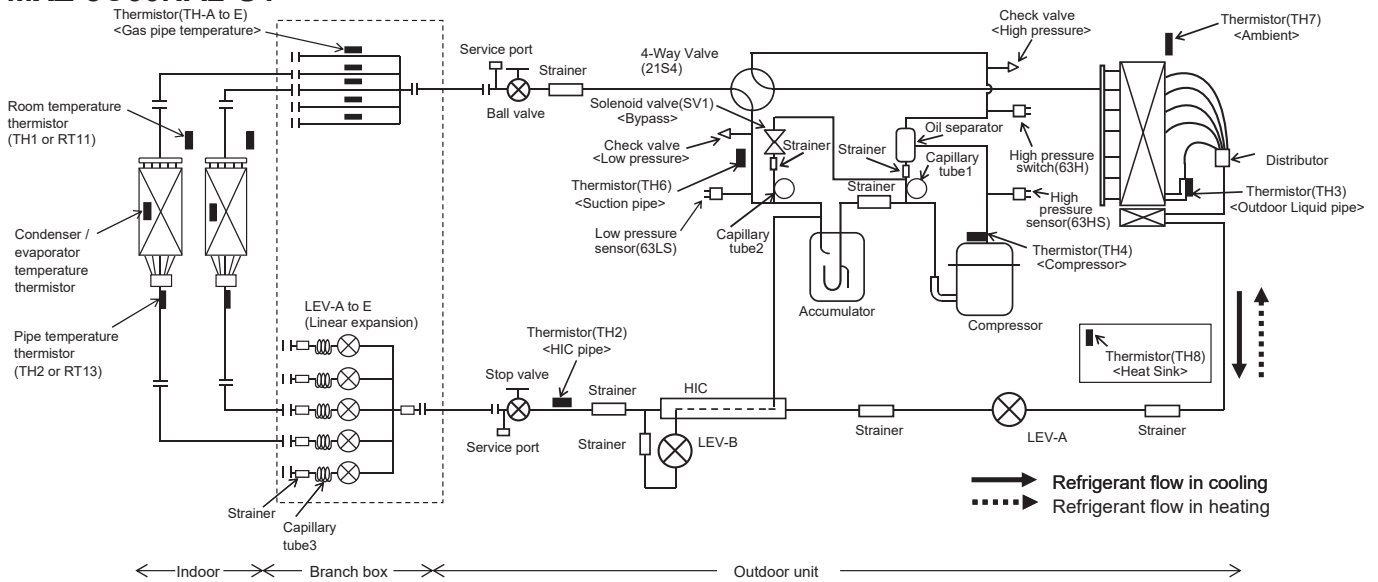 Thermistor(TH-A to E)
<Gas pipe temperature>
Service port
Strainer
Ball valve
4-Way Valve
(21S4)
Solenoid valve(SV1)
<Bypass>
Check valve
<High pressure>
Thermistor(TH7)
<Ambient>
Room temperature
thermistor
(TH1 or RT11)
Check valve
<Low pressure>
Strainer
Strainer
Oil separator
Capillary
tube1
High pressure
switch(63H)
Distributor
Thermistor(TH6)
<Suction pipe>
Strainer
High
pressure
sensor(63HS)
Thermistor(TH3)
<Outdoor Liquid pipe>
Low pressure
sensor(63LS)
Capillary
tube2
Thermistor(TH4)
<Compressor>
Condenser /
evaporator
temperature
thermistor
Accumulator
Compressor
LEV-A to E
(Linear expansion)
Pipe temperature
thermistor
(TH2 or RT13)
Thermistor(TH2)
<HIC pipe>
Stop valve
Strainer
HIC
Thermistor(TH8)
<Heat Sink>
Service port
Strainer
LEV-B
Strainer
LEV-A
Strainer
Strainer
Capillary
tube3
Refrigerant flow in cooling
Refrigerant flow in heating
Indoor
Branch box
Outdoor unit